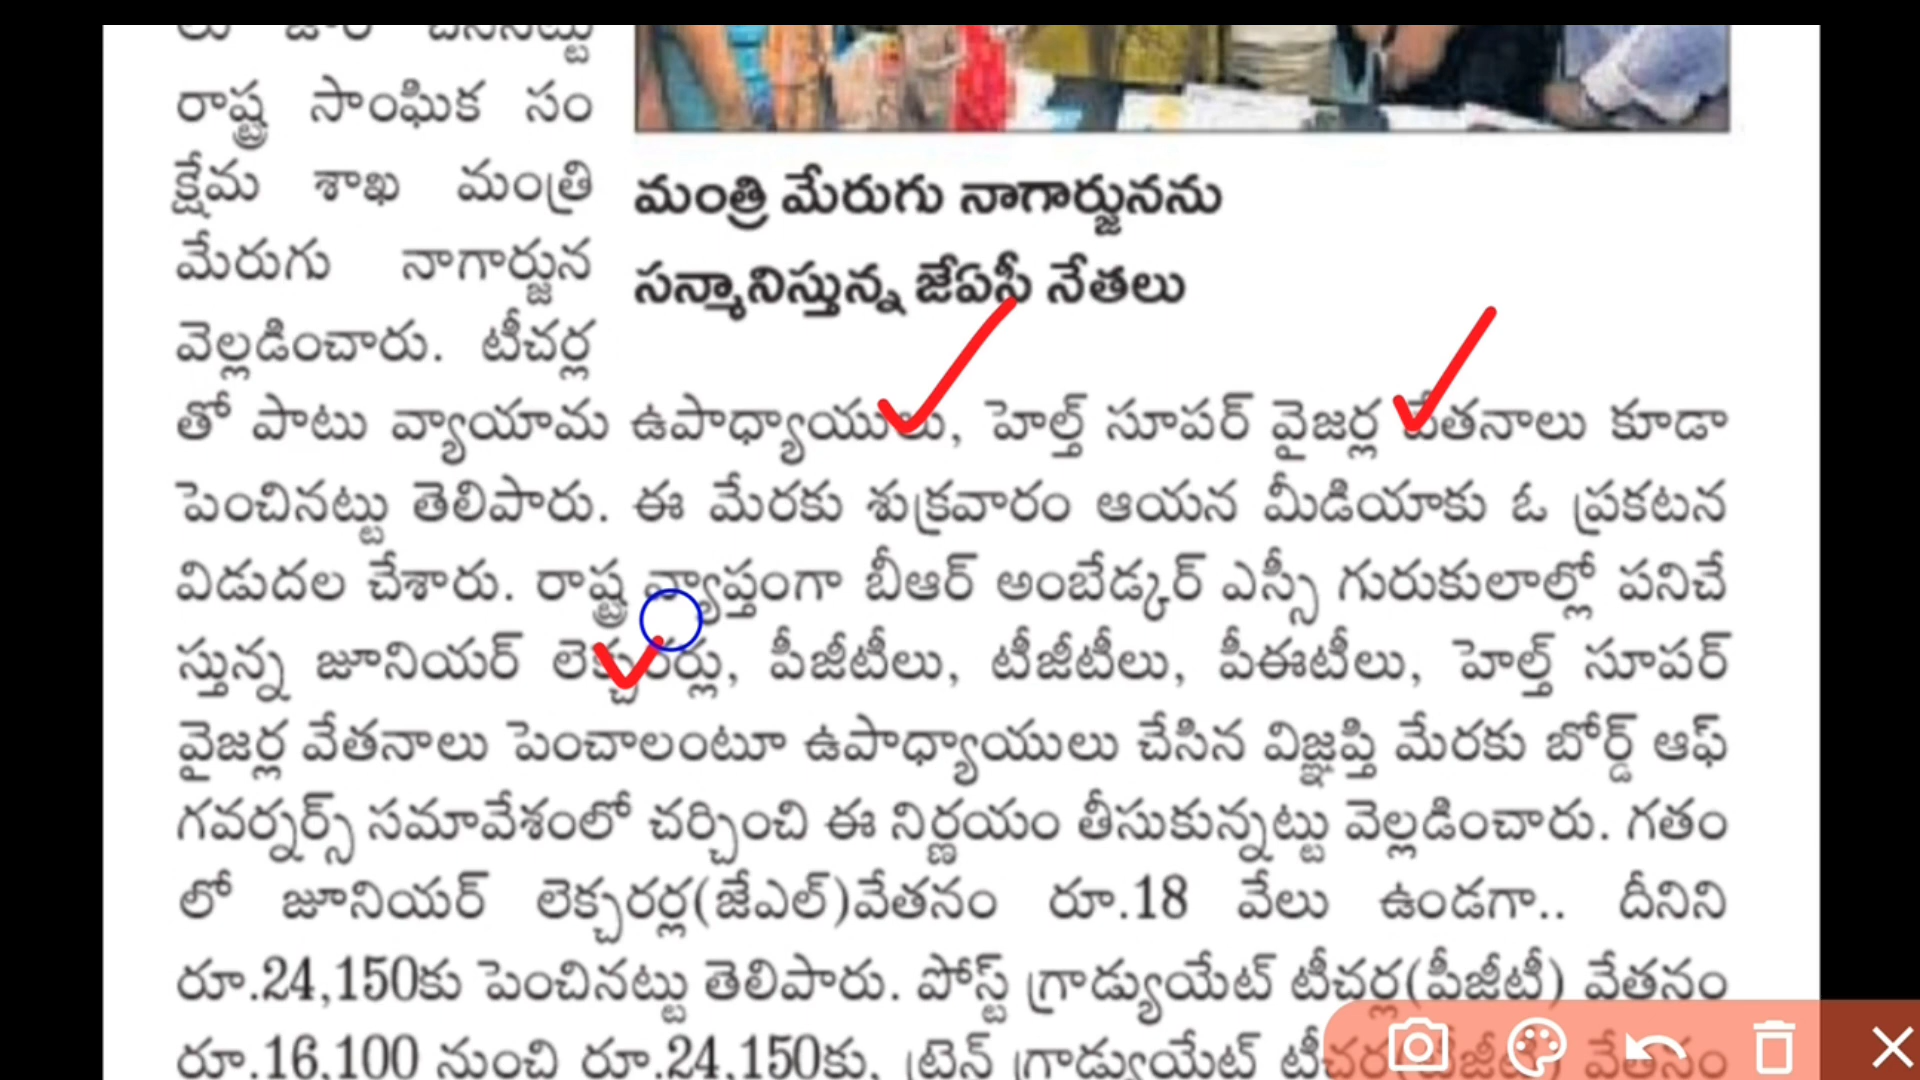 రాష్ట్ర సాంఘిక సం
క్షేమ శాఖ మంత్రి
మేరుగు నాగార్జున
వెల్లడించారు. టీచర్ల
మంత్రి మేరుగు నాగార్జునను
సన్మానిస్తున్న జేఏసీ నేతలు
తో పాటు వ్యాయామ ఉపాధ్యాయులు, హెల్త్ సూపర్ వైజర్ల వేతనాలు కూడా
పెంచినట్టు తెలిపారు. ఈ మేరకు శుక్రవారం ఆయన మీడియాకు ఓ ప్రకటన
విడుదల చేశారు. రాష్ట్ర వ్యాప్తంగా బీఆర్ అంబేడ్కర్ ఎస్సీ గురుకులాల్లో పనిచే
స్తున్న జూనియర్ లెక్చరర్లు, పీజీటీలు, టీజీటీలు, పీఈటీలు, హెల్త్ సూపర్
వైజర్ల వేతనాలు పెంచాలంటూ ఉపాధ్యాయులు చేసిన విజ్ఞప్తి మేరకు బోర్డ్ ఆఫ్
గవర్నర్స్ సమావేశంలో చర్చించి ఈ నిర్ణయం తీసుకున్నట్టు వెల్లడించారు. గతం
లో జూనియర్ లెక్చరర్ల(జేఎల్)వేతనం రూ.18 వేలు ఉండగా.. దీనిని
రూ.24,150కు పెంచినట్టు తెలిపారు. పోస్ట్ గ్రాడ్యుయేట్ టీచర్ల(పీజీటీ) వేతనం
రూ.16,100 నుంచి రూ.24,150కు, ట్రైన్ గ్రాడ్యుయేట్ వేతనం